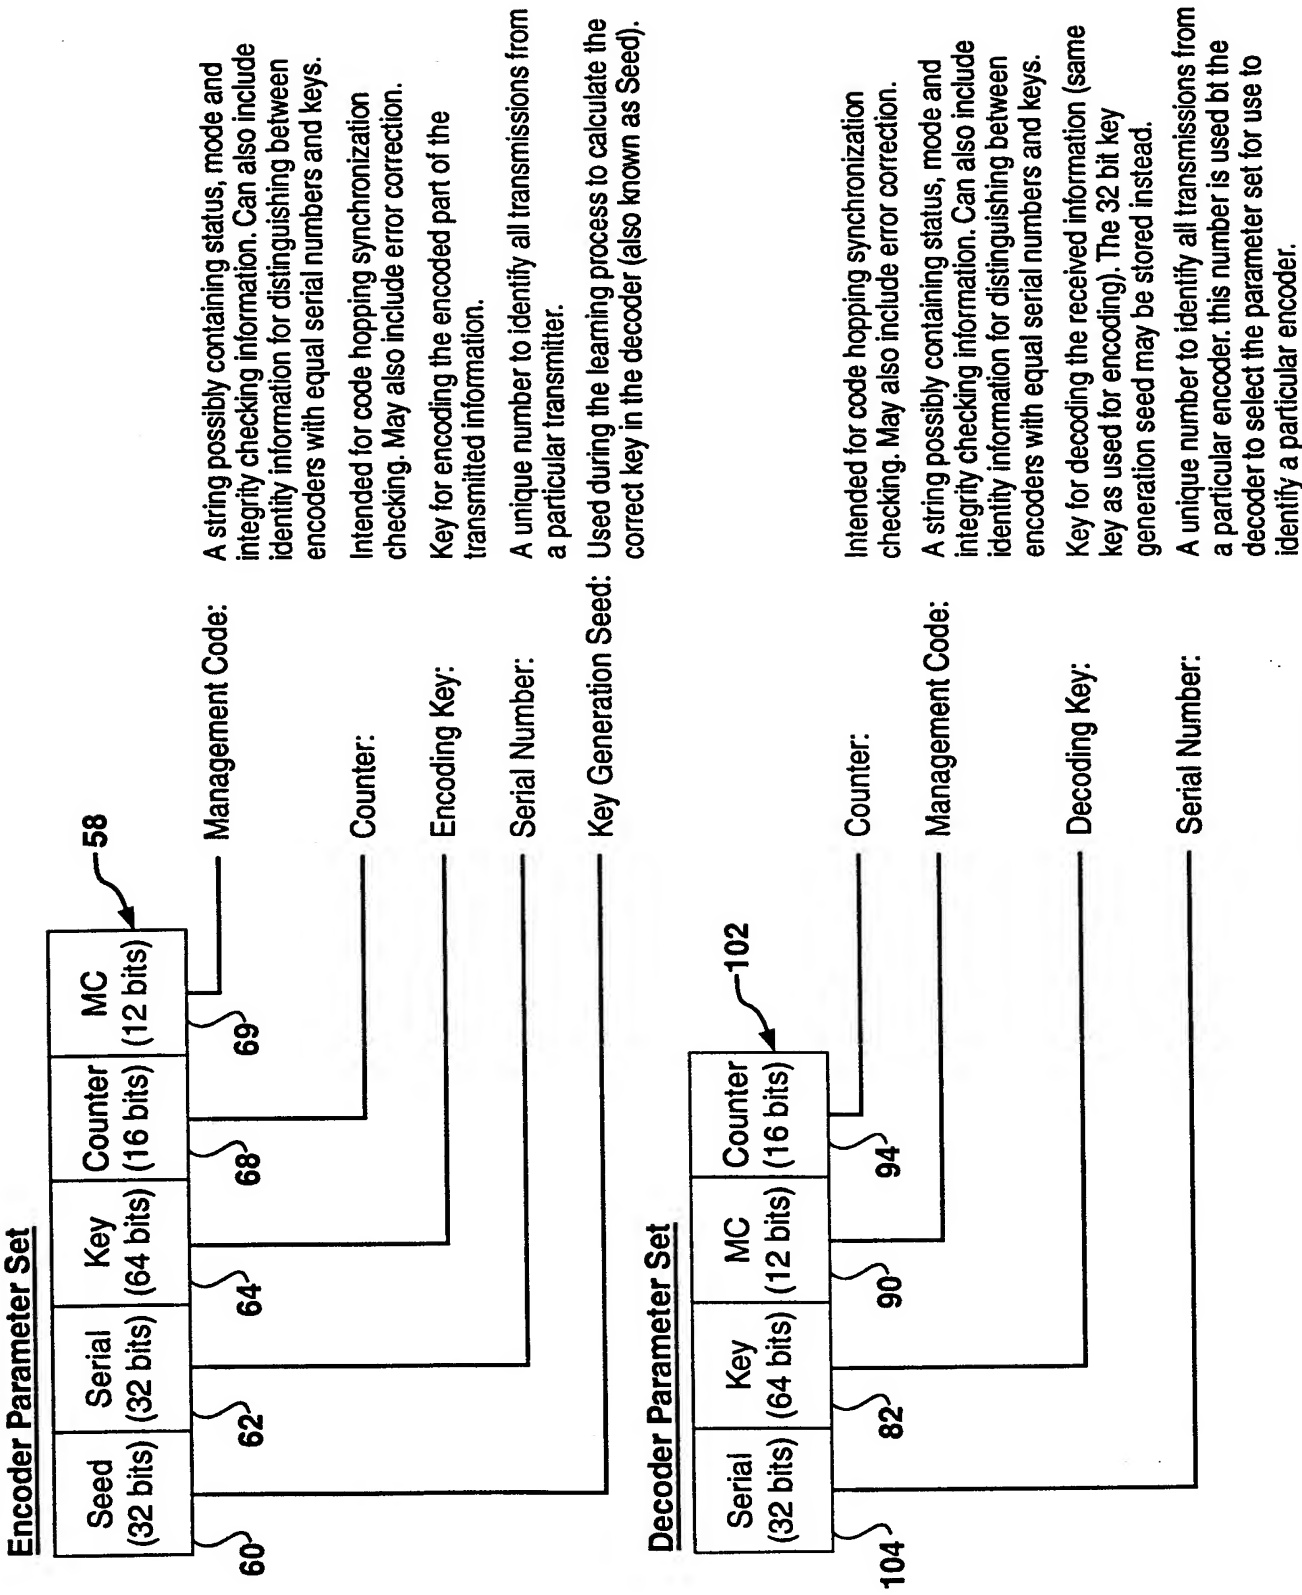 Encoder Parameter Set
58
Seed
(32 bits)
Serial
(32 bits)
Key
(64 bits)
Counter
(16 bits)
MC
(12 bits)
60
62
64
68
69
Management Code:
A string possibly containing status, mode and
integrity checking information. Can also include
identity information for distinguishing between
encoders with equal serial numbers and keys.
Counter:
Intended for code hopping synchronization
checking. May also include error correction.
Encoding Key:
Key for encoding the encoded part of the
transmitted information.
Serial Number:
A unique number to identify all transmissions from
a particular transmitter.
Key Generation Seed:
Used during the learning process to calculate the
correct key in the decoder (also known as Seed).
Decoder Parameter Set
102
Serial
(32 bits)
Key
(64 bits)
MC
(12 bits)
Counter
(16 bits)
104
82
90
94
Counter:
Intended for code hopping synchronization
checking. May also include error correction.
Management Code:
A string possibly containing status, mode and
integrity checking information. Can also include
identity information for distinguishing between
encoders with equal serial numbers and keys.
Decoding Key:
Key for decoding the received information (same
key as used for encoding). The 32 bit key
generation seed may be stored instead.
Serial Number:
A unique number to identify all transmissions from
a particular encoder. this number is used bt the
decoder to select the parameter set for use to
identify a particular encoder.